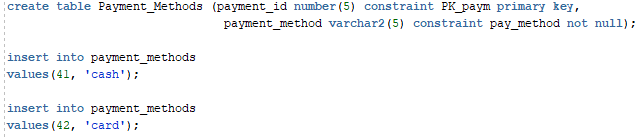 create table Payment_Methods (payment_id number(5) constraint PK_paym primary key,
payment_method varchar2(5) constraint pay_method not null);
insert into payment_methods
values(41, 'cash');
insert into payment_methods
values(42, 'card');